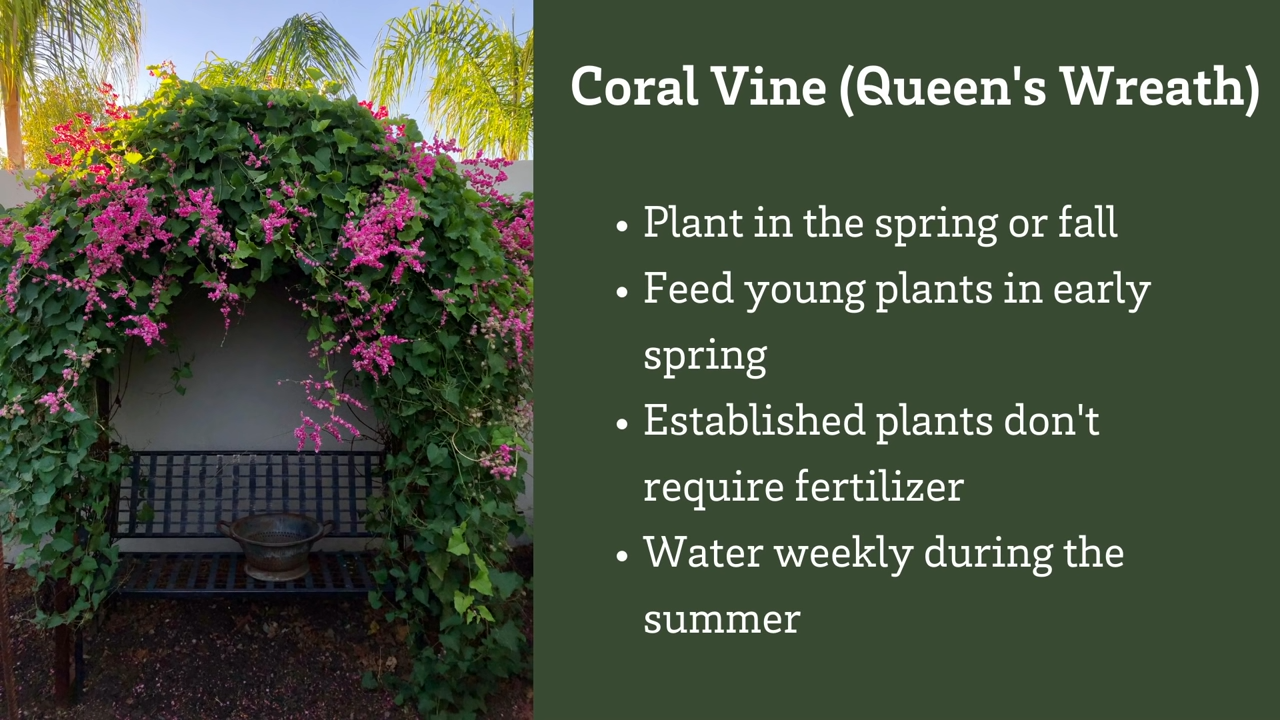 Coral Vine (Queen's Wreath)
• Plant in the spring or fall
• Feed young plants in early
spring
• Established plants don't
require fertilizer
• Water weekly during the
summer